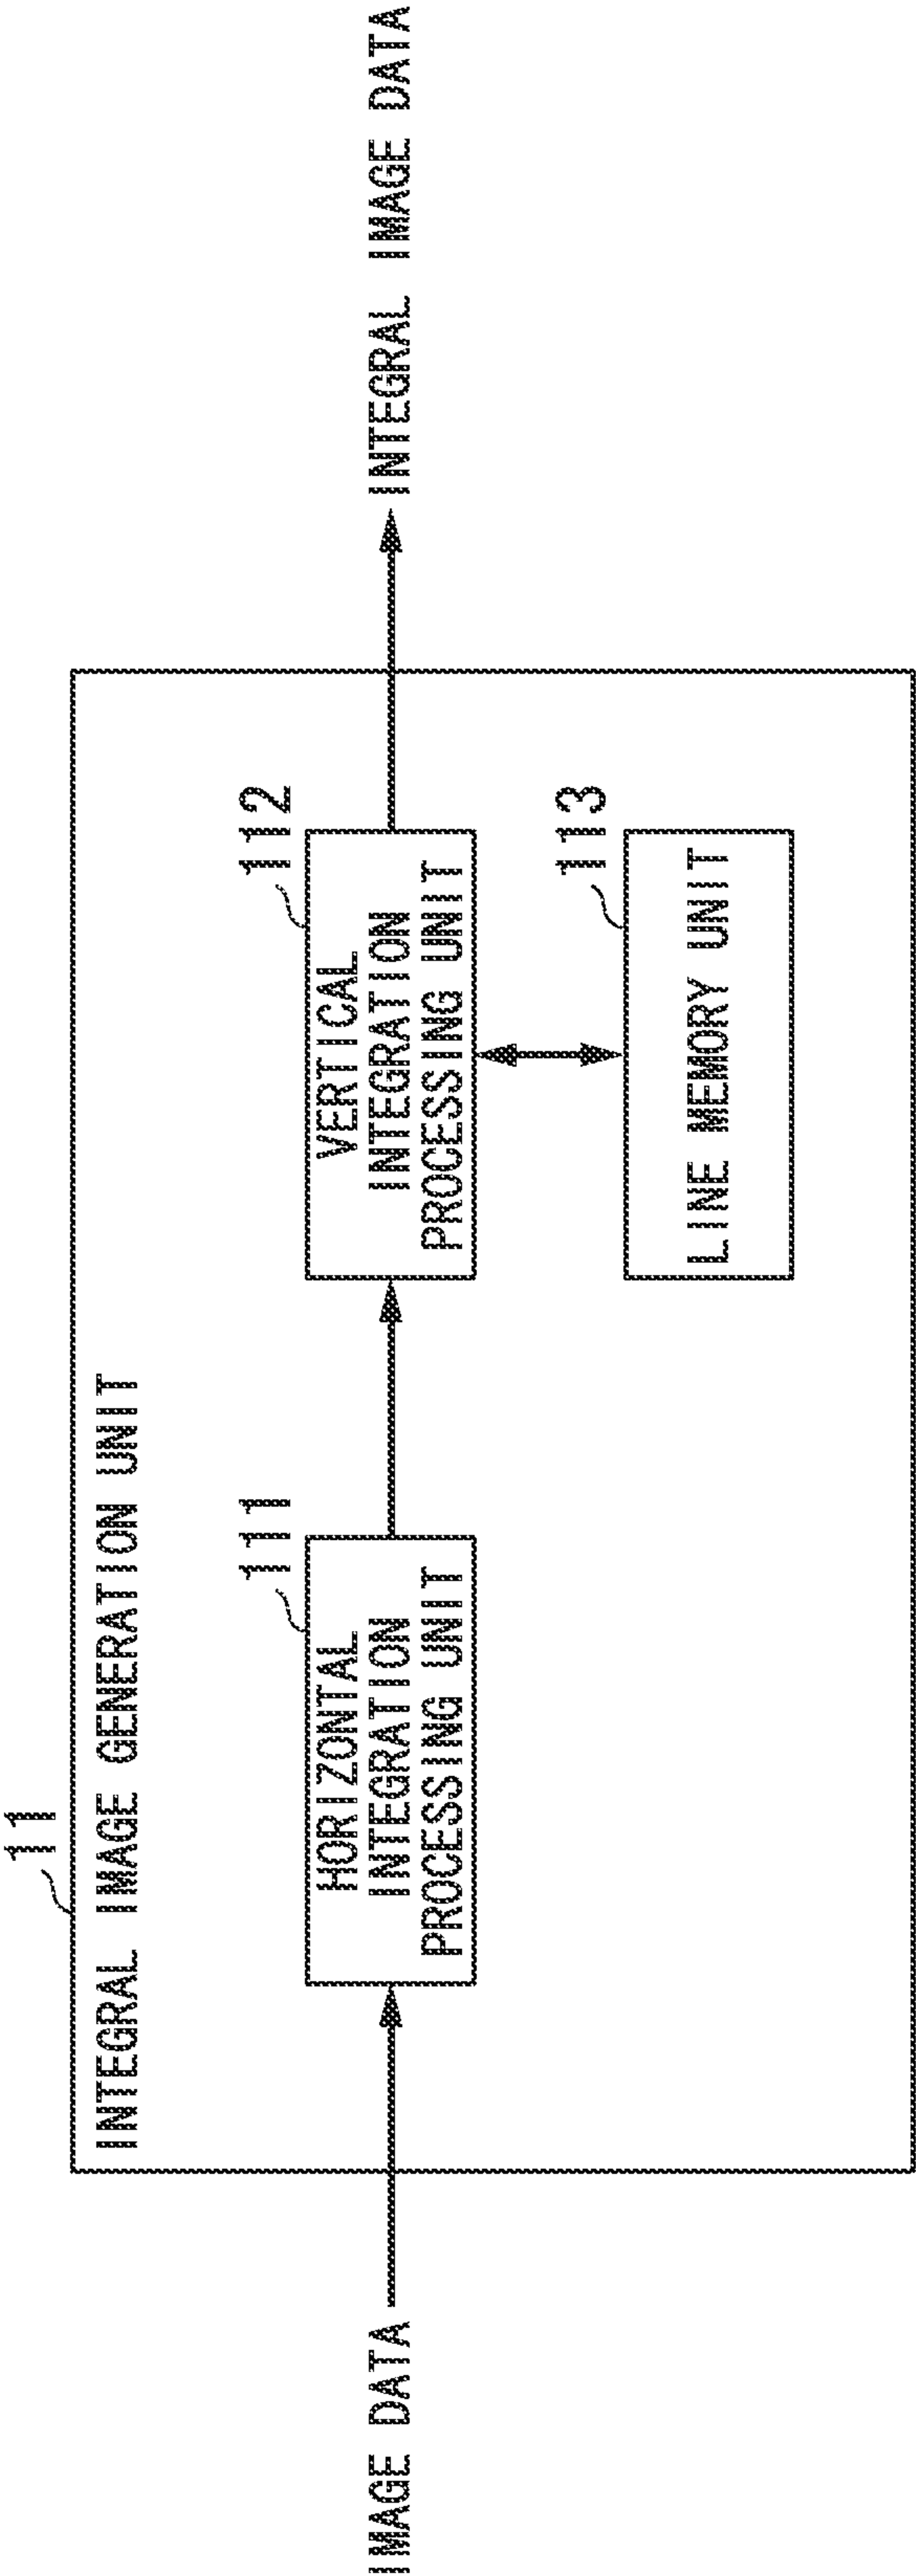 11
INTEGRAL IMAGE GENERATION UNIT
IMAGE DATA
111
HORIZONTAL
INTEGRATION
PROCESSING UNIT
112
VERTICAL
INTEGRATION
PROCESSING UNIT
INTEGRAL IMAGE DATA
113
LINE MEMORY UNIT